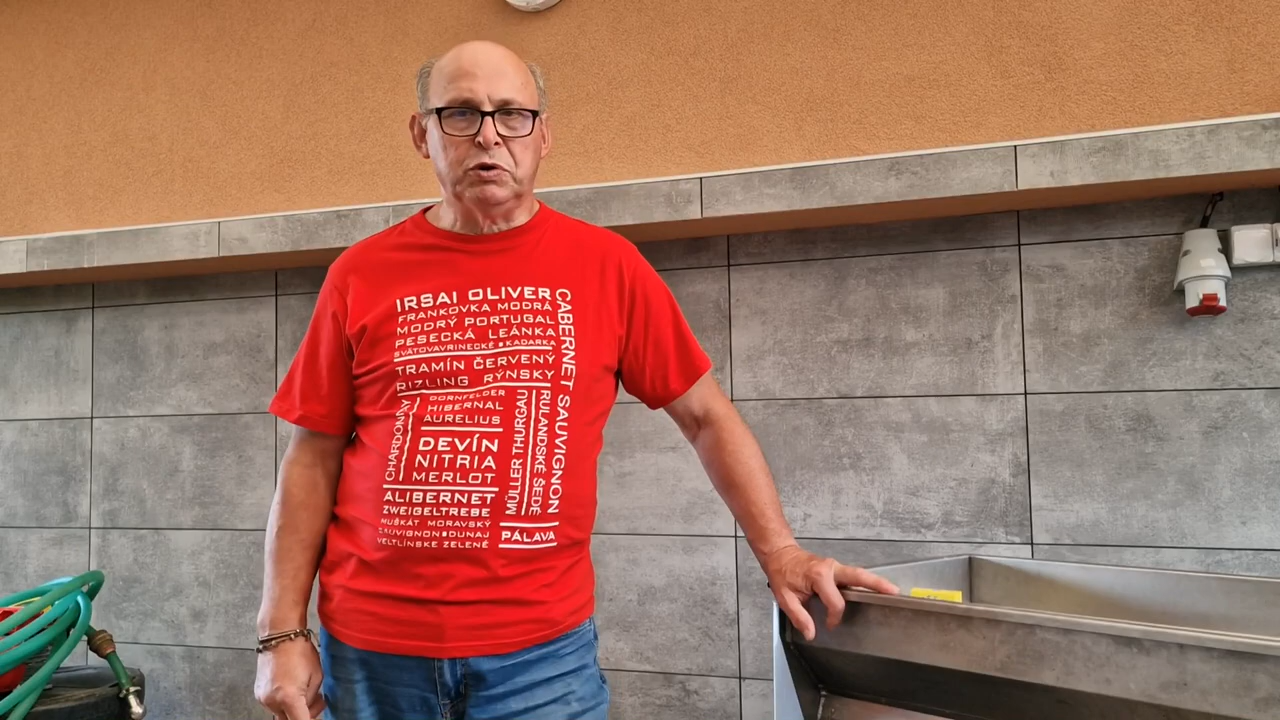 IRSAI OLIVER
FRANKOVKA MODRÁ
MODRÝ PORTUGAL
PESECKÁ LEÁNKA
SVÄTOVAVRINECKÉ KADARKA
TRAMÍN ČERVENÝ
RIZLING RÝNSKY
CABERNET SAUVIGNON
CHARDONNAY
DORNFELDER
HIBERNAL
AURELIUS
DEVÍN
NITRIA
MERLOT
MÜLLER THURGAU
RULANDSKÉ ŠEDÉ
ALIBERNET
ZWEIGELTREBE
MUŠKÁT MORAVSKÝ
SAUVIGNON DUNAJ
VELTLÍNSKE ZELENÉ
PÁLAVA